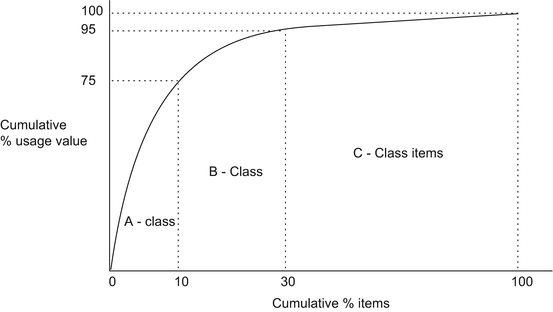 100
95
75
Cumulative
% usage value
A - class
B - Class
C - Class items
0
10
30
100
Cumulative % items